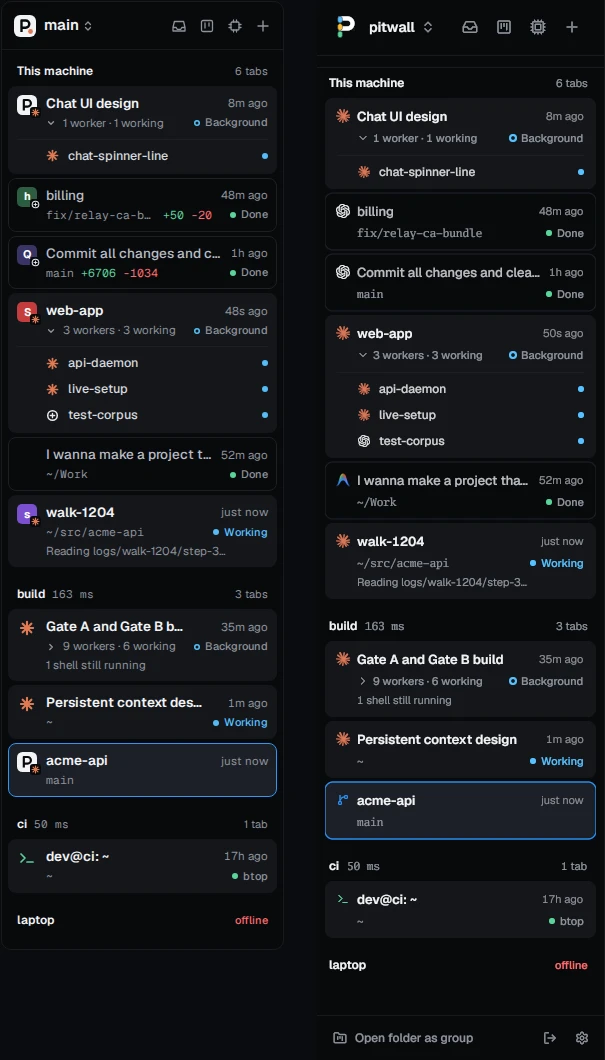 P main
This machine 6 tabs
Chat UI design 8m ago
1 worker · 1 working Background
chat-spinner-line
h billing 48m ago
fix/relay-ca-b… +50 -20 Done
Q Commit all changes and c… 1h ago
main +6706 -1034 Done
S web-app 48s ago
3 workers · 3 working Background
api-daemon
live-setup
test-corpus
I wanna make a project t… 52m ago
~/Work Done
s walk-1204 just now
~/src/acme-api Working
Reading logs/walk-1204/step-3…
build 163 ms 3 tabs
Gate A and Gate B b… 35m ago
9 workers · 6 working Background
1 shell still running
Persistent context des… 1m ago
~ Working
P acme-api just now
main
ci 50 ms 1 tab
dev@ci: ~ 17h ago
~ btop
laptop offline
P pitwall
This machine 6 tabs
Chat UI design 8m ago
1 worker · 1 working Background
chat-spinner-line
billing 48m ago
fix/relay-ca-bundle Done
Commit all changes and clea… 1h ago
main Done
web-app 50s ago
3 workers · 3 working Background
api-daemon
live-setup
test-corpus
I wanna make a project tha… 52m ago
~/Work Done
walk-1204 just now
~/src/acme-api Working
Reading logs/walk-1204/step-3…
build 163 ms 3 tabs
Gate A and Gate B build 35m ago
9 workers · 6 working Background
1 shell still running
Persistent context design 1m ago
~ Working
acme-api just now
main
ci 50 ms 1 tab
dev@ci: ~ 17h ago
~ btop
laptop offline
Open folder as group